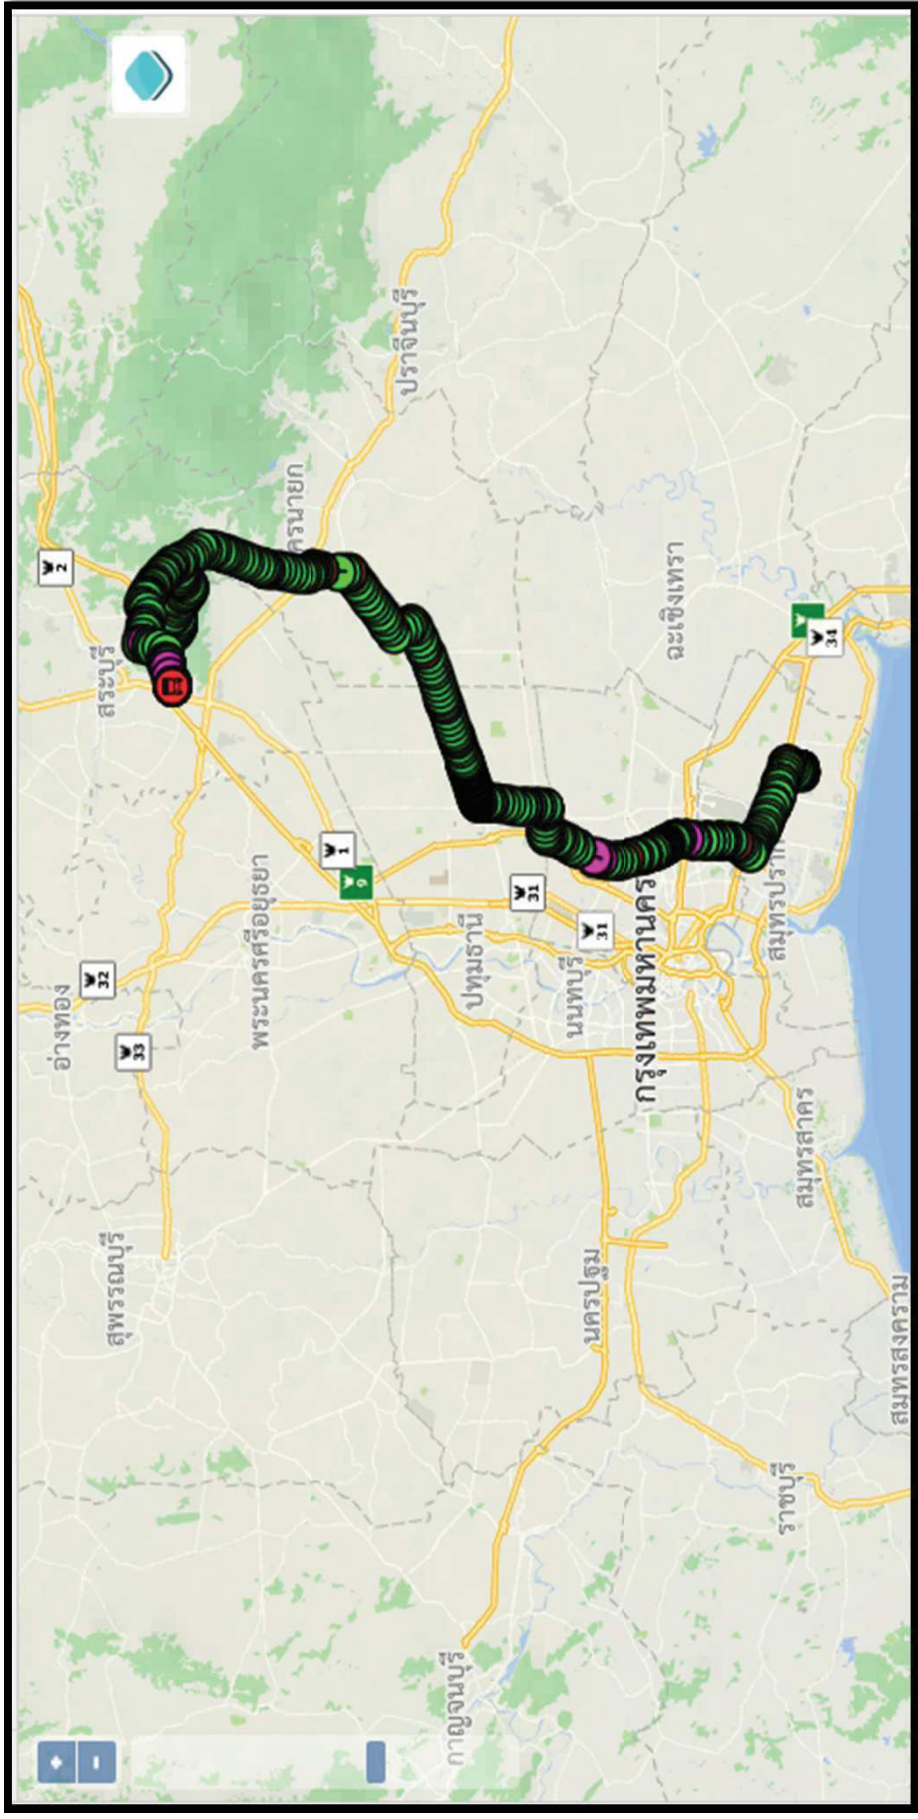 +
อ่างทอง
2
-
32
สระบุรี
สุพรรณบุรี
33
พระนครศรีอยุธยา
ครนายก
1
9
ปราจีนบุรี
กาญจนบุรี
ปทุมธานี
31
นนทบุรี
นครปฐม
31
กรุงเทพมหานคร
ฉะเชิงเทรา
สมุทรปรา
ราชบุรี
สมุทรสาคร
34
สมทรสงคราม